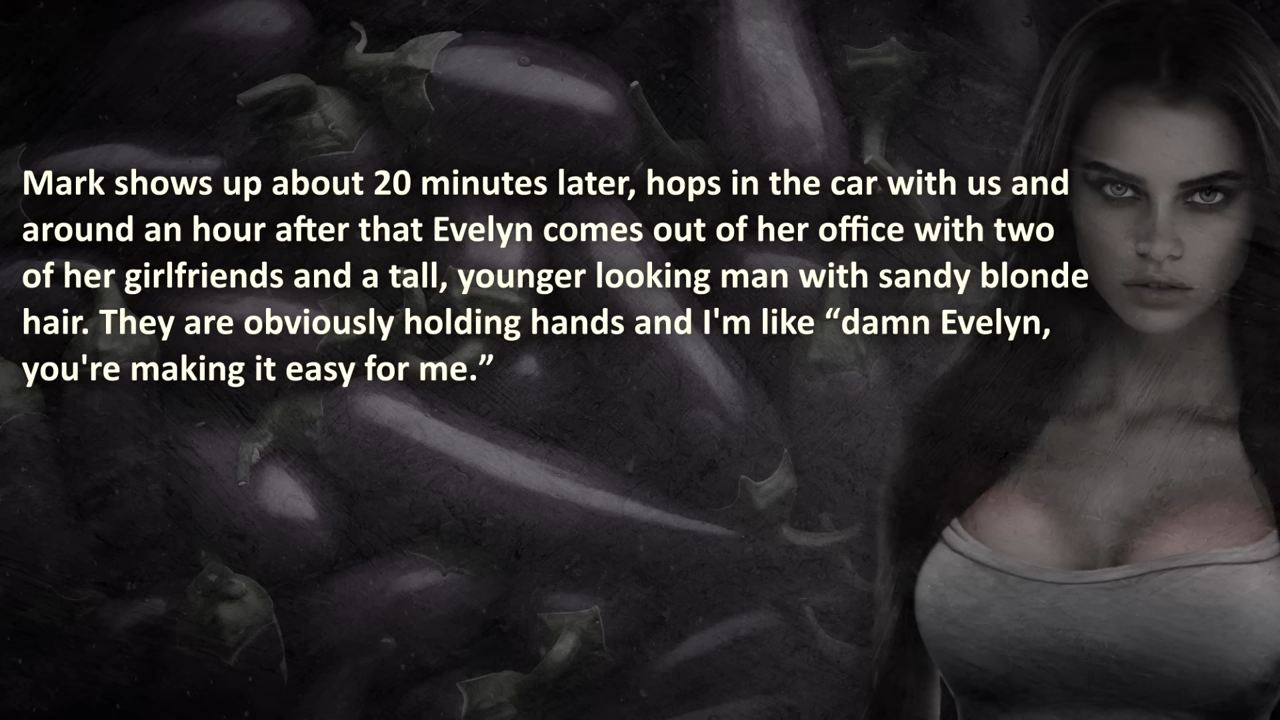 Mark shows up about 20 minutes later, hops in the car with us and
around an hour after that Evelyn comes out of her office with two
of her girlfriends and a tall, younger looking man with sandy blonde
hair. They are obviously holding hands and I'm like “damn Evelyn,
you're making it easy for me.”